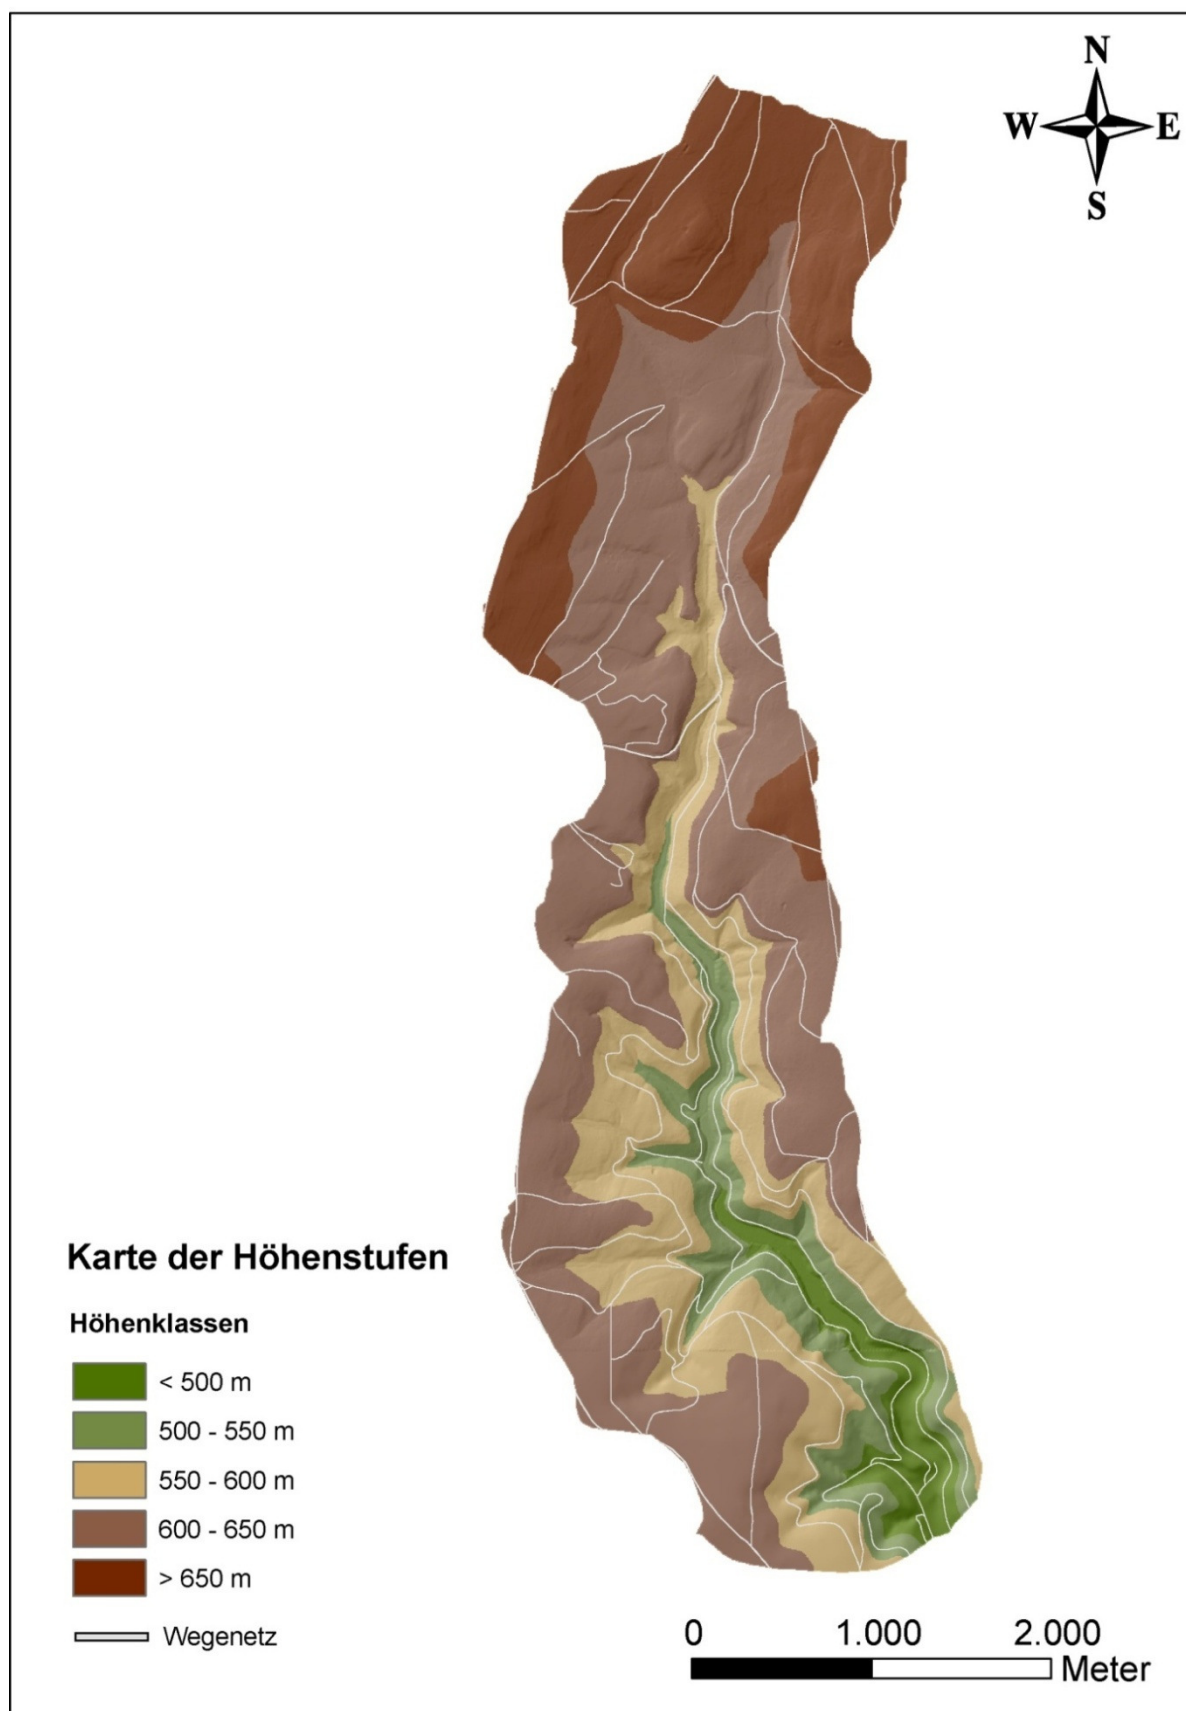 N
W E
S
Karte der Höhenstufen
Höhenklassen
< 500 m
500 - 550 m
550 - 600 m
600 - 650 m
> 650 m
Wegenetz
0 1.000 2.000
Meter